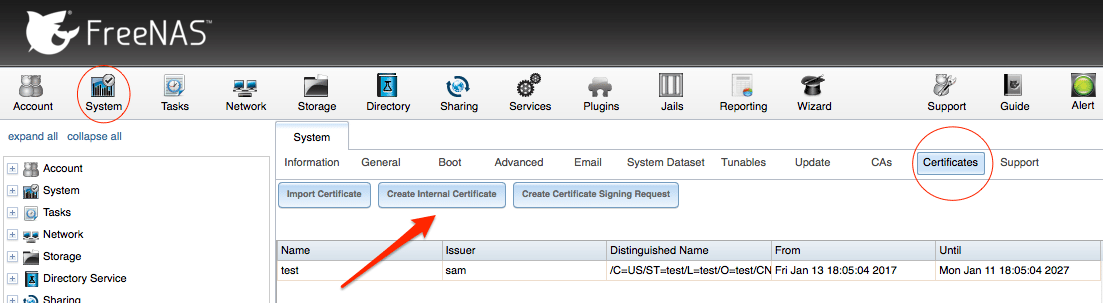 FreeNAS™
Account System Tasks Network Storage Directory Sharing Services Plugins Jails Reporting Wizard Support Guide Alert
expand all collapse all
System
Information General Boot Advanced Email System Dataset Tunables Update CAs Certificates Support
Account
System
Tasks
Network
Storage
Directory Service
Sharing
Import Certificate Create Internal Certificate Create Certificate Signing Request
Name Issuer Distinguished Name From Until
test sam /C=US/ST=test/L=test/O=test/CN Fri Jan 13 18:05:04 2017 Mon Jan 11 18:05:04 2027